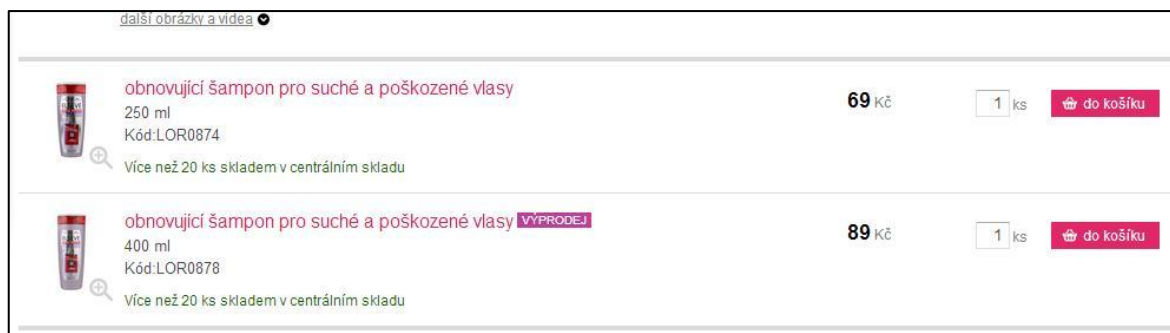 další obrázky a videa
obnovující šampon pro suché a poškozené vlasy
250 ml
Kód:LOR0874
Více než 20 ks skladem v centrálním skladu
69 Kč
1 ks
do košíku
obnovující šampon pro suché a poškozené vlasy VÝPRODEJ
400 ml
Kód:LOR0878
Více než 20 ks skladem v centrálním skladu
89 Kč
1 ks
do košíku